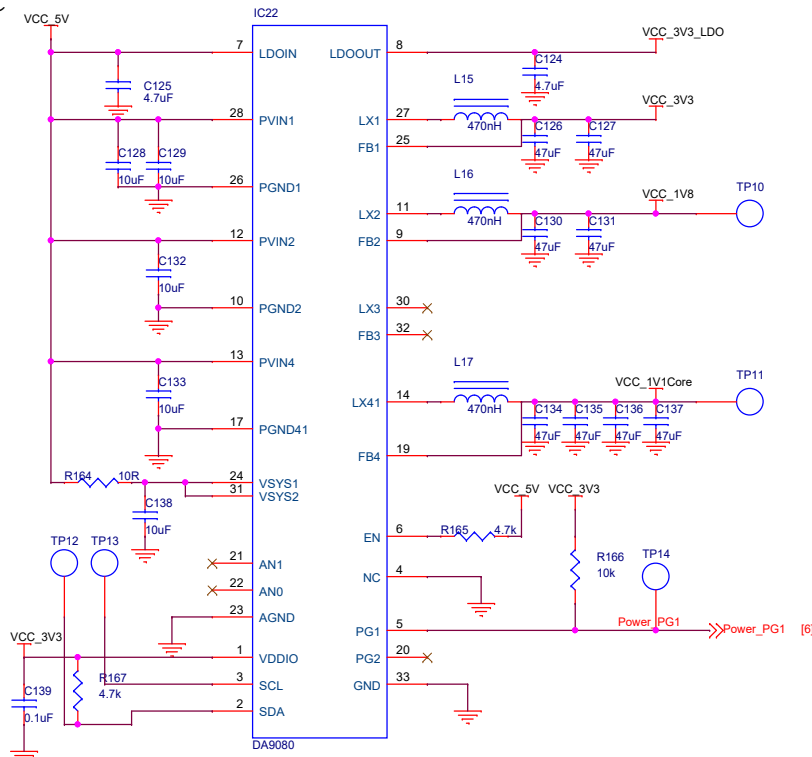 IC22
VCC_5V
7 LDOIN LDOOUT 8
VCC_3V3_LDO
C125
4.7uF
C124
4.7uF
L15
470nH
28 PVIN1 LX1 27
VCC_3V3
FB1 25
C126
47uF
C127
47uF
C128
10uF
C129
10uF
26 PGND1
L16
470nH
LX2 11
VCC_1V8
TP10
12 PVIN2 FB2 9
C130
47uF
C131
47uF
C132
10uF
10 PGND2 LX3 30
FB3 32
13 PVIN4
L17
470nH
LX41 14
VCC_1V1Core
TP11
C133
10uF
17 PGND41
C134
47uF
C135
47uF
C136
47uF
C137
47uF
FB4 19
R164 10R
24 VSYS1
31 VSYS2
C138
10uF
VCC_5V VCC_3V3
EN 6
R165 4.7k
TP12 TP13
R166
10k
TP14
21 AN1
22 AN0
NC 4
23 AGND
PG1 5
Power_PG1
Power_PG1 [6]
VCC_3V3
1 VDDIO PG2 20
R167
4.7k
3 SCL GND 33
C139
0.1uF
2 SDA
DA9080